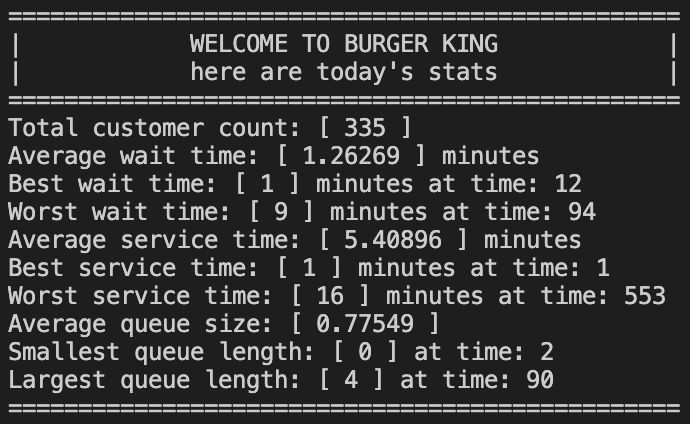 ================================================
| WELCOME TO BURGER KING |
| here are today's stats |
================================================
Total customer count: [ 335 ]
Average wait time: [ 1.26269 ] minutes
Best wait time: [ 1 ] minutes at time: 12
Worst wait time: [ 9 ] minutes at time: 94
Average service time: [ 5.40896 ] minutes
Best service time: [ 1 ] minutes at time: 1
Worst service time: [ 16 ] minutes at time: 553
Average queue size: [ 0.77549 ]
Smallest queue length: [ 0 ] at time: 2
Largest queue length: [ 4 ] at time: 90
================================================